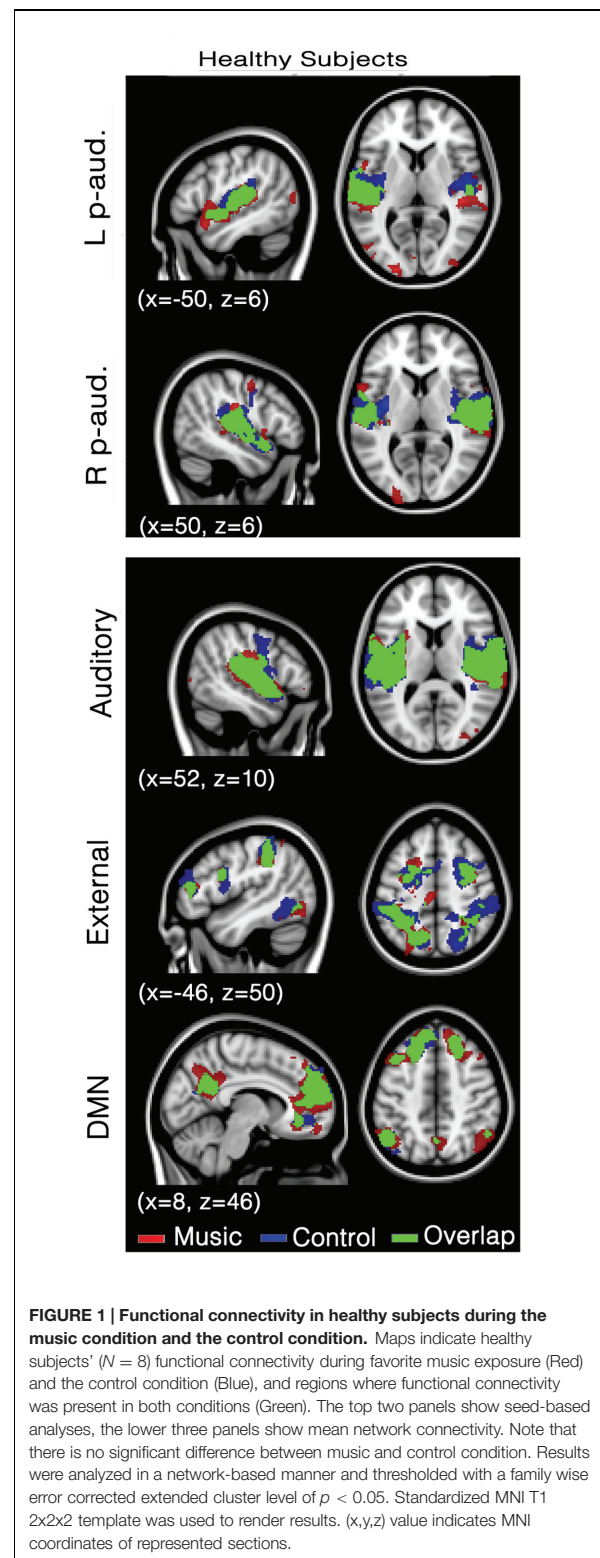 Healthy Subjects
L p-aud.
(x=-50, z=6)
R p-aud.
(x=50, z=6)
Auditory
(x=52, z=10)
External
(x=-46, z=50)
DMN
(x=8, z=46)
Music Control Overlap
FIGURE 1 | Functional connectivity in healthy subjects during the
music condition and the control condition. Maps indicate healthy
subjects' (N = 8) functional connectivity during favorite music exposure (Red)
and the control condition (Blue), and regions where functional connectivity
was present in both conditions (Green). The top two panels show seed-based
analyses, the lower three panels show mean network connectivity. Note that
there is no significant difference between music and control condition. Results
were analyzed in a network-based manner and thresholded with a family wise
error corrected extended cluster level of p < 0.05. Standardized MNI T1
2x2x2 template was used to render results. (x,y,z) value indicates MNI
coordinates of represented sections.